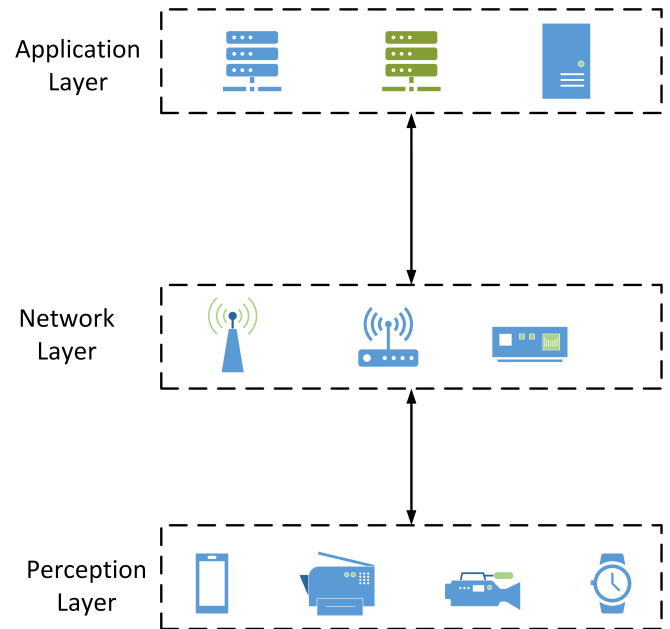 Application
Layer
Network
Layer
Perception
Layer